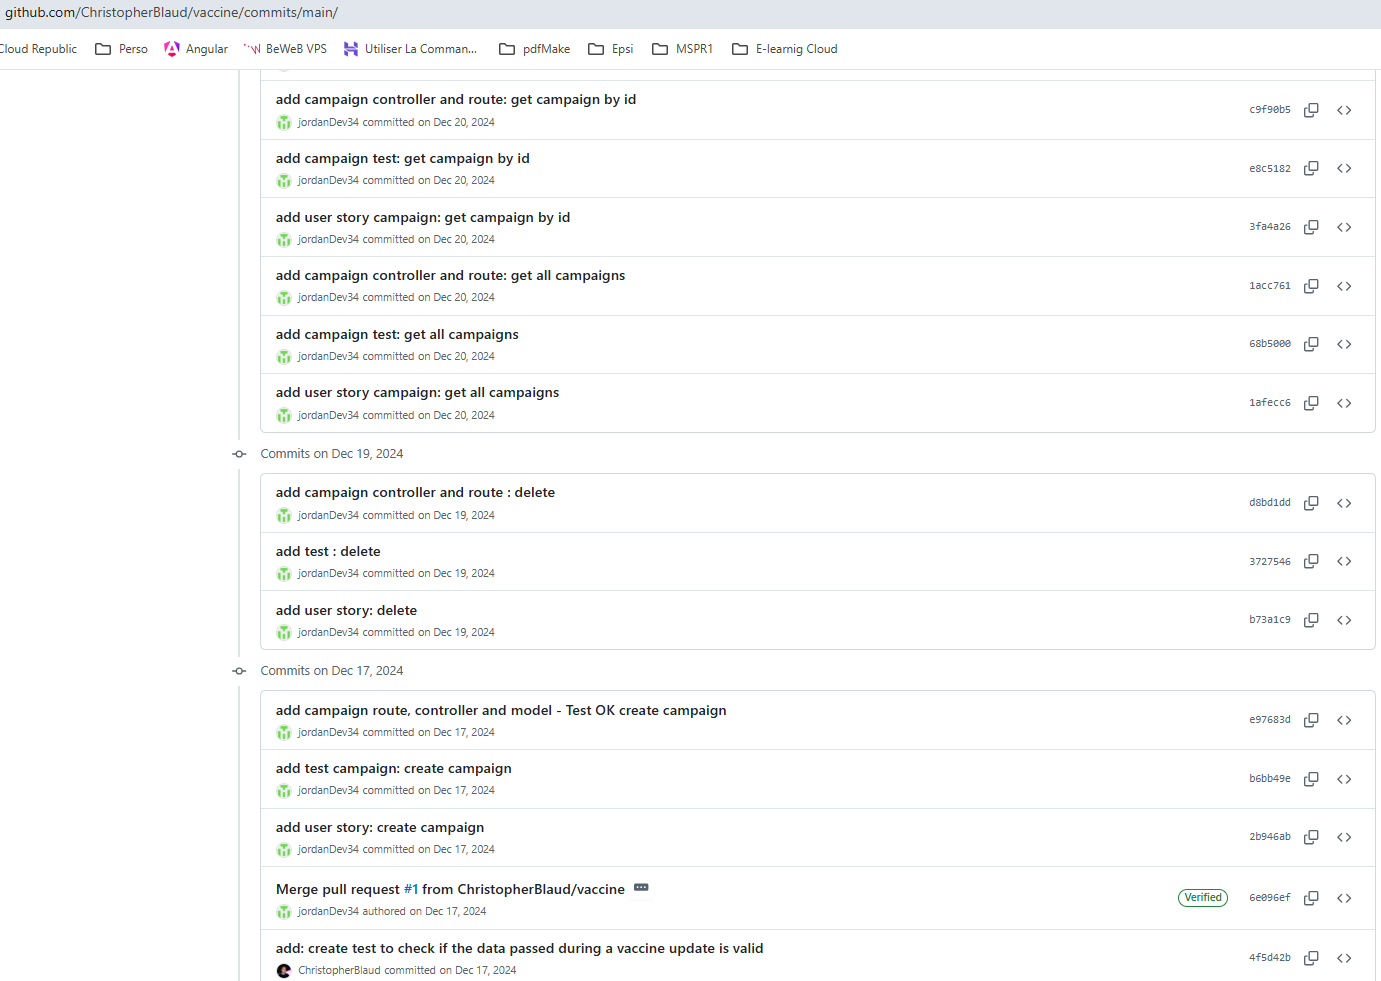 github.com/ChristopherBlaud/vaccine/commits/main/
Cloud Republic Perso Angular BeWeB VPS Utiliser La Comman... pdfMake Epsi MSPR1 E-learnig Cloud
add campaign controller and route: get campaign by id
jordanDev34 committed on Dec 20, 2024
c9f90b5
add campaign test: get campaign by id
jordanDev34 committed on Dec 20, 2024
e8c5182
add user story campaign: get campaign by id
jordanDev34 committed on Dec 20, 2024
3fa4a26
add campaign controller and route: get all campaigns
jordanDev34 committed on Dec 20, 2024
1acc761
add campaign test: get all campaigns
jordanDev34 committed on Dec 20, 2024
68b5000
add user story campaign: get all campaigns
jordanDev34 committed on Dec 20, 2024
1afecc6
Commits on Dec 19, 2024
add campaign controller and route : delete
jordanDev34 committed on Dec 19, 2024
d8bd1dd
add test : delete
jordanDev34 committed on Dec 19, 2024
3727546
add user story: delete
jordanDev34 committed on Dec 19, 2024
b73a1c9
Commits on Dec 17, 2024
add campaign route, controller and model - Test OK create campaign
jordanDev34 committed on Dec 17, 2024
e97683d
add test campaign: create campaign
jordanDev34 committed on Dec 17, 2024
b6bb49e
add user story: create campaign
jordanDev34 committed on Dec 17, 2024
2b946ab
Merge pull request #1 from ChristopherBlaud/vaccine
jordanDev34 authored on Dec 17, 2024
Verified 6e096ef
add: create test to check if the data passed during a vaccine update is valid
ChristopherBlaud committed on Dec 17, 2024
4f5d42b